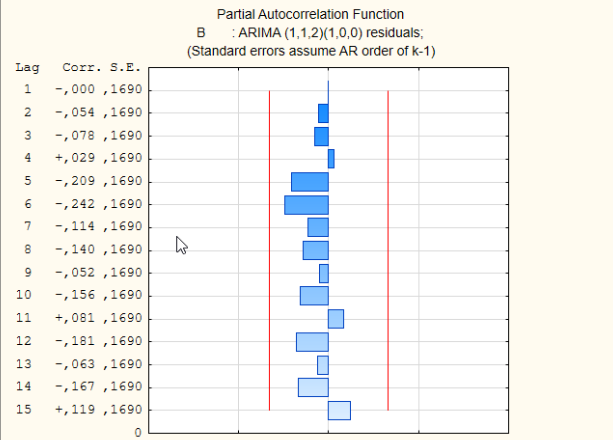 Partial Autocorrelation Function
B : ARIMA (1,1,2)(1,0,0) residuals;
(Standard errors assume AR order of k-1)
Lag Corr. S.E.
1 -,000 ,1690
2 -,054 ,1690
3 -,078 ,1690
4 +,029 ,1690
5 -,209 ,1690
6 -,242 ,1690
7 -,114 ,1690
8 -,140 ,1690
9 -,052 ,1690
10 -,156 ,1690
11 +,081 ,1690
12 -,181 ,1690
13 -,063 ,1690
14 -,167 ,1690
15 +,119 ,1690
0